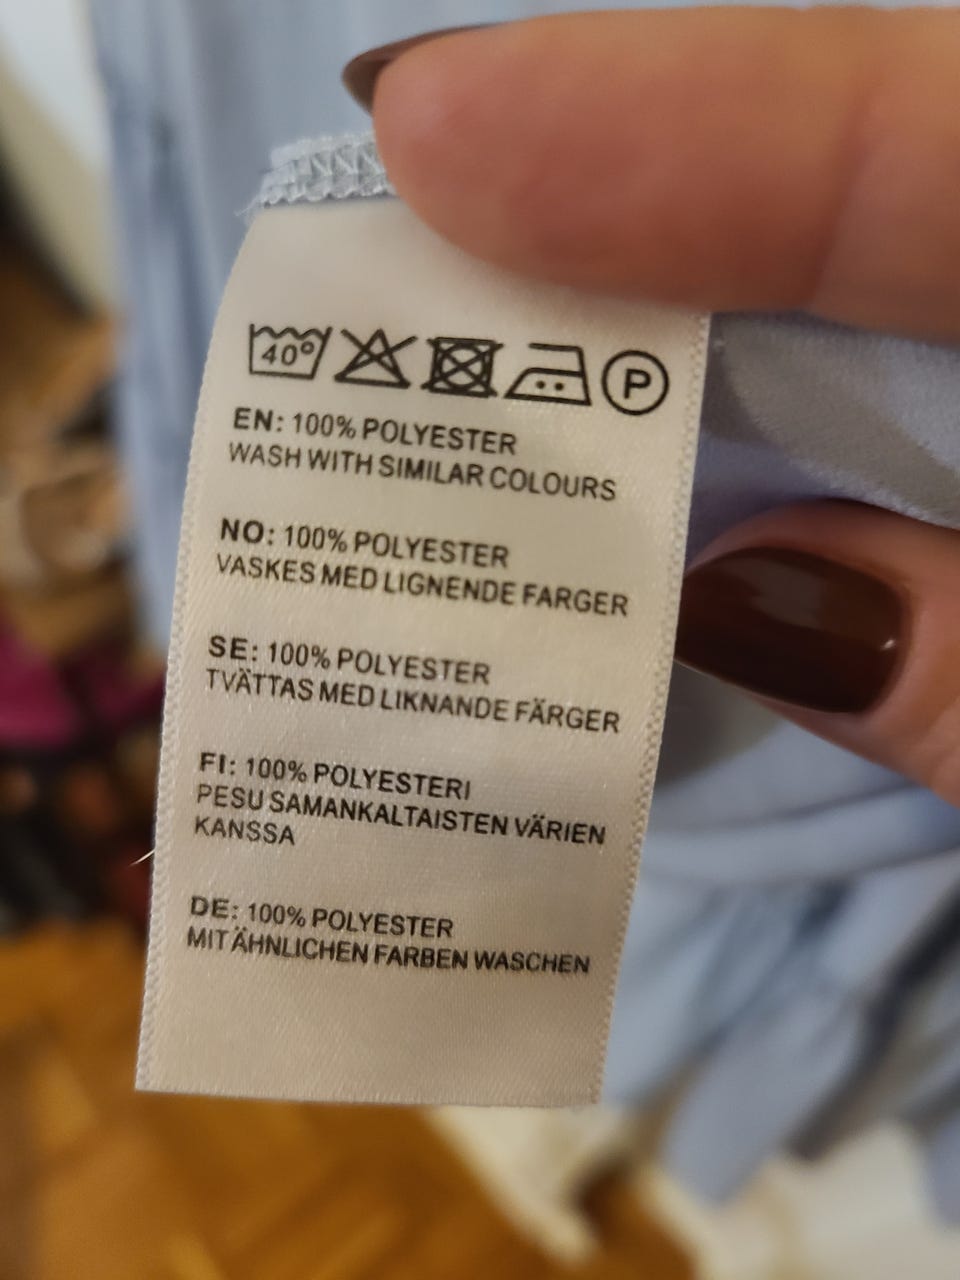 40°
P
EN: 100% POLYESTER
WASH WITH SIMILAR COLOURS
NO: 100% POLYESTER
VASKES MED LIGNENDE FARGER
SE: 100% POLYESTER
TVÄTTAS MED LIKNANDE FÄRGER
FI: 100% POLYESTERI
PESU SAMANKALTAISTEN VÄRIEN
KANSSA
DE: 100% POLYESTER
MIT ÄHNLICHEN FARBEN WASCHEN